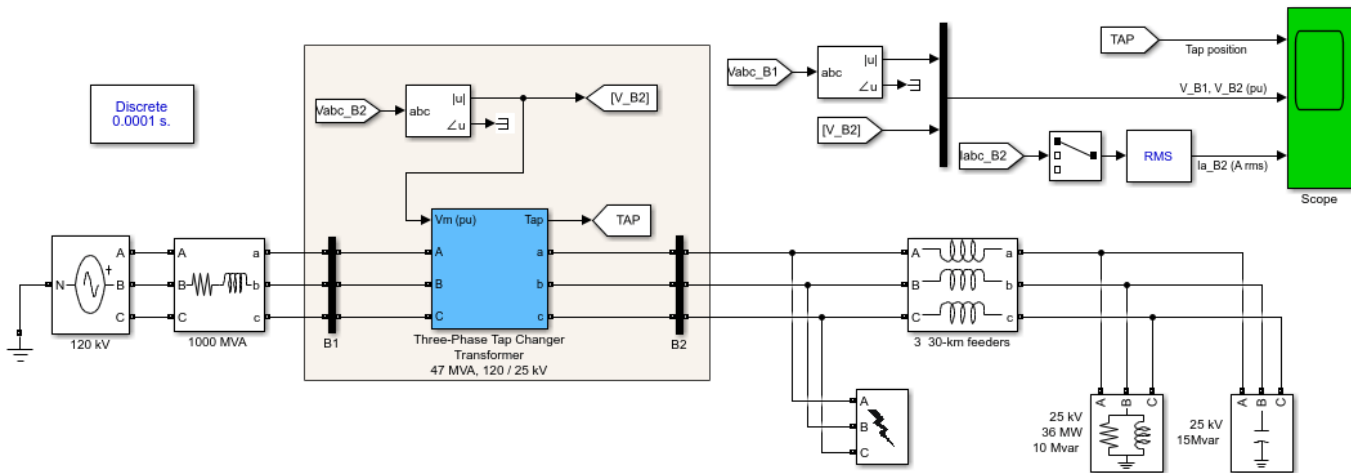 TAP
Tap position
Vabc_B1
abc
|u|
∠u
V_B1, V_B2 (pu)
[V_B2]
Iabc_B2
RMS
Ia_B2 (A rms)
Scope
Discrete
0.0001 s.
Vabc_B2
abc
|u|
∠u
[V_B2]
Vm (pu)
Tap
TAP
N
A
B
C
+
120 kV
A
B
C
a
b
c
1000 MVA
B1
A
B
C
a
b
c
Three-Phase Tap Changer
Transformer
47 MVA, 120 / 25 kV
B2
A
B
C
a
b
c
3 30-km feeders
A
B
C
A B C
25 kV
36 MW
10 Mvar
A B C
25 kV
15Mvar